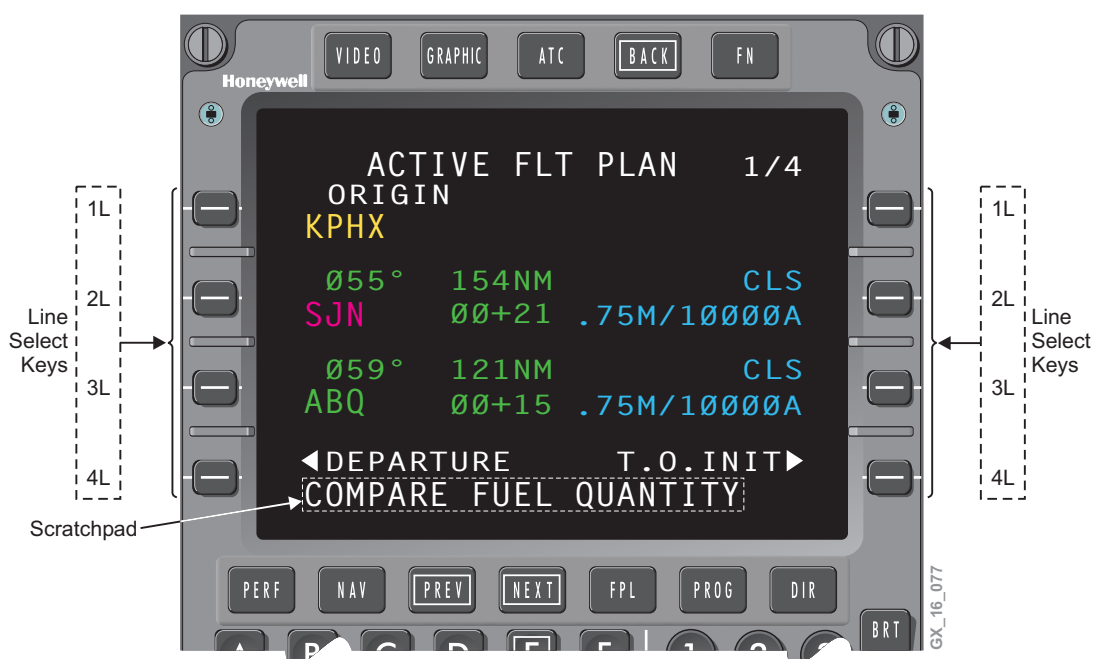 VIDEO GRAPHIC ATC BACK FN
Honeywell
ACTIVE FLT PLAN 1/4
ORIGIN
KPHX
Ø55° 154NM CLS
SJN ØØ+21 .75M/1ØØØØA
Ø59° 121NM CLS
ABQ ØØ+15 .75M/1ØØØØA
◀DEPARTURE T.O.INIT▶
COMPARE FUEL QUANTITY
1L
2L
3L
4L
Line
Select
Keys
Scratchpad
1L
2L
3L
4L
Line
Select
Keys
PERF NAV PREV NEXT FPL PROG DIR
BRT
GX_16_077